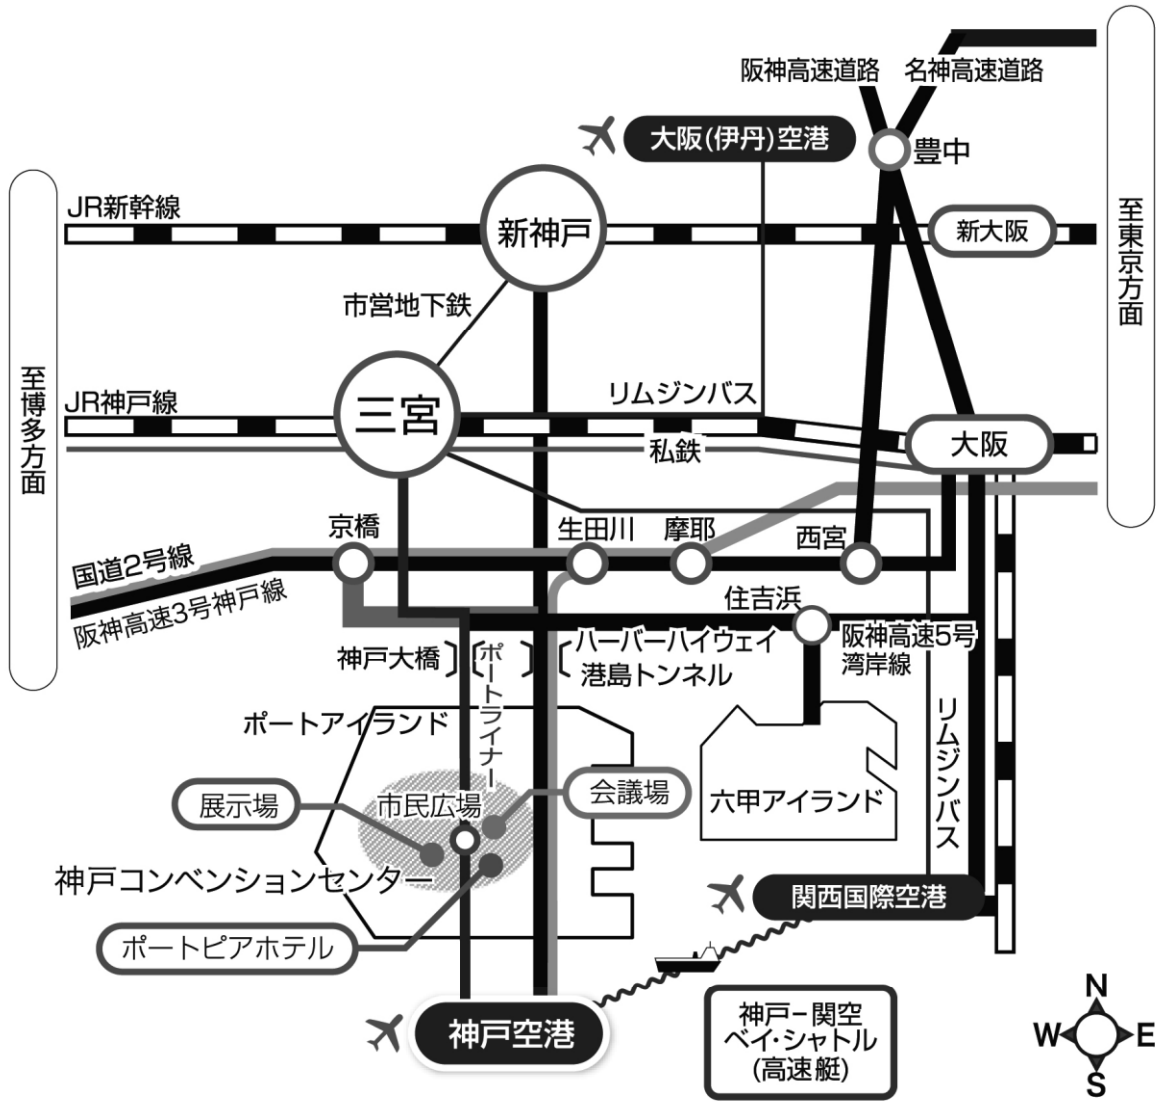 阪神高速道路
名神高速道路
大阪(伊丹)空港
豊中
JR新幹線
新神戸
新大阪
至東京方面
市営地下鉄
至博多方面
JR神戸線
三宮
リムジンバス
私鉄
大阪
京橋
生田川
摩耶
西宮
国道2号線
阪神高速3号神戸線
住吉浜
神戸大橋
ポートライナー
ハーバーハイウェイ
港島トンネル
阪神高速5号
湾岸線
ポートアイランド
リムジンバス
展示場
市民広場
会議場
六甲アイランド
神戸コンベンションセンター
関西国際空港
ポートピアホテル
神戸空港
神戸−関空
ベイ・シャトル
(高速艇)
N
W
E
S